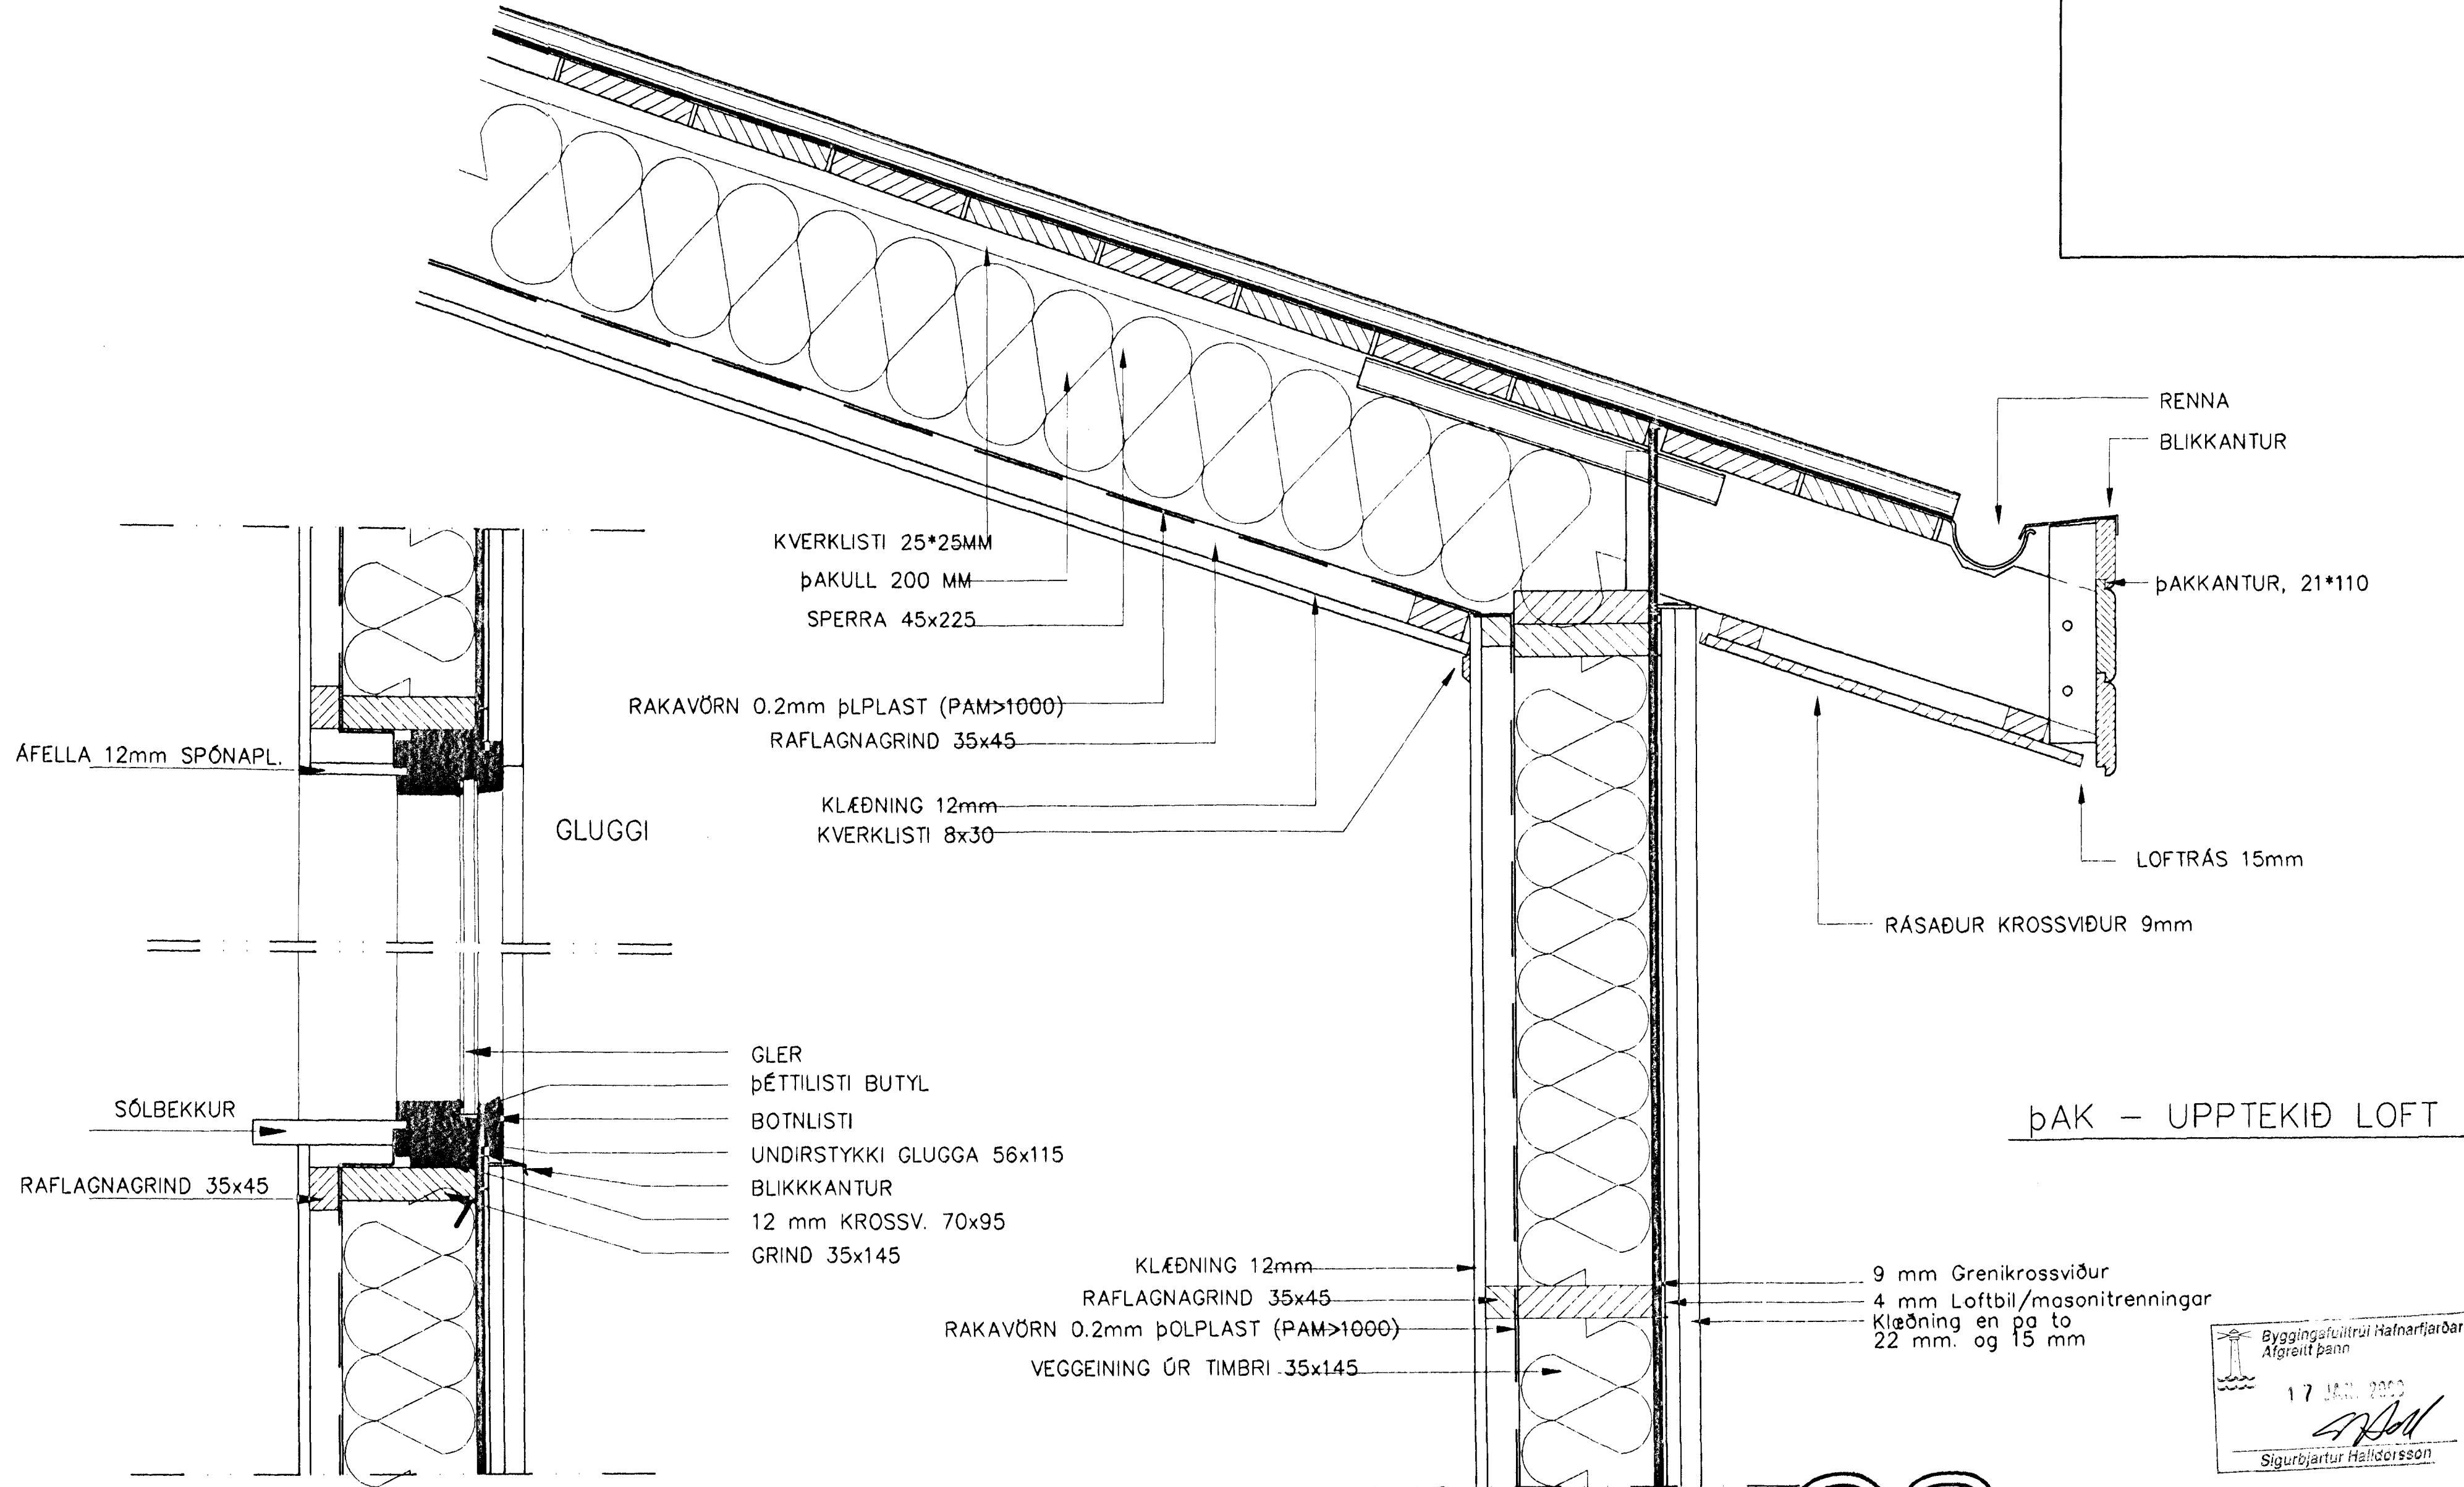 RENNA
BLIKKANTUR
ÞAKKANTUR, 21*110
KVERKLISTI 25*25MM
ÞAKULL 200 MM
SPERRA 45x225
RAKAVÖRN 0.2mm ÞLPLAST (PAM>1000)
RAFLAGNAGRIND 35x45
KLÆÐNING 12mm
KVERKLISTI 8x30
LOFTRÁS 15mm
RÁSAÐUR KROSSVIÐUR 9mm
ÁFELLA 12mm SPÓNAPL.
GLUGGI
GLER
ÞÉTTILISTI BUTYL
BOTNLISTI
UNDIRSTYKKI GLUGGA 56x115
BLIKKKANTUR
12 mm KROSSV. 70x95
GRIND 35x145
SÓLBEKKUR
RAFLAGNAGRIND 35x45
ÞAK – UPPTEKIÐ LOFT
KLÆÐNING 12mm
RAFLAGNAGRIND 35x45
RAKAVÖRN 0.2mm ÞOLPLAST (PAM>1000)
VEGGEINING ÚR TIMBRI 35x145
9 mm Grenikrossviður
4 mm Loftbil/masonitrenningar
Klæðning en pa to
22 mm. og 15 mm
Byggingafulltrúi Hafnarfjarðar
Afgreitt þann
17 JAN.
Sigurbjartur Halldórsson